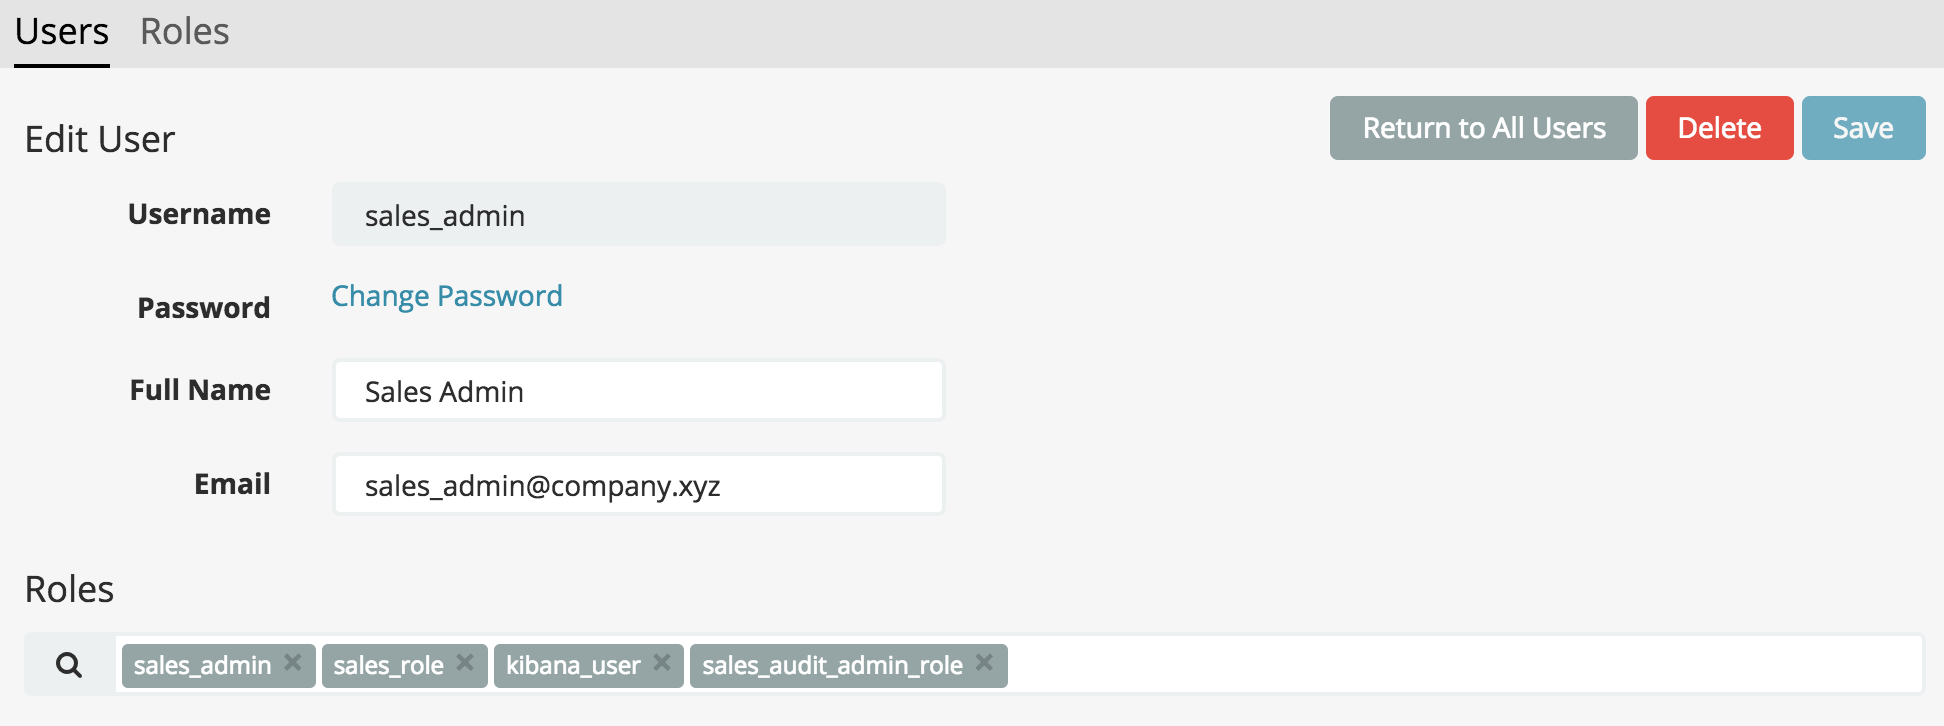 Users Roles
Edit User
Return to All Users Delete Save
Username sales_admin
Password Change Password
Full Name Sales Admin
Email sales_admin@company.xyz
Roles
sales_admin × sales_role × kibana_user × sales_audit_admin_role ×